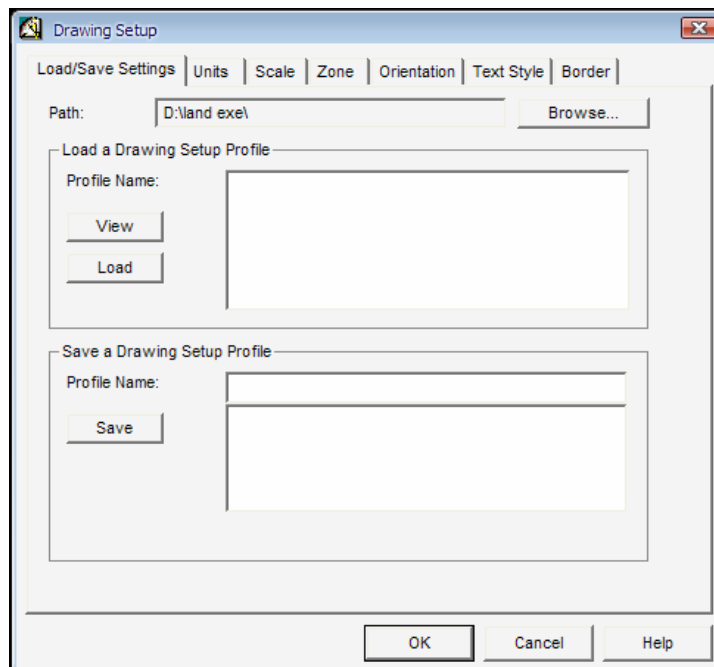 Drawing Setup
Load/Save Settings Units Scale Zone Orientation Text Style Border
Path: D:\land exe\ Browse...
Load a Drawing Setup Profile
Profile Name:
View
Load
Save a Drawing Setup Profile
Profile Name:
Save
OK Cancel Help